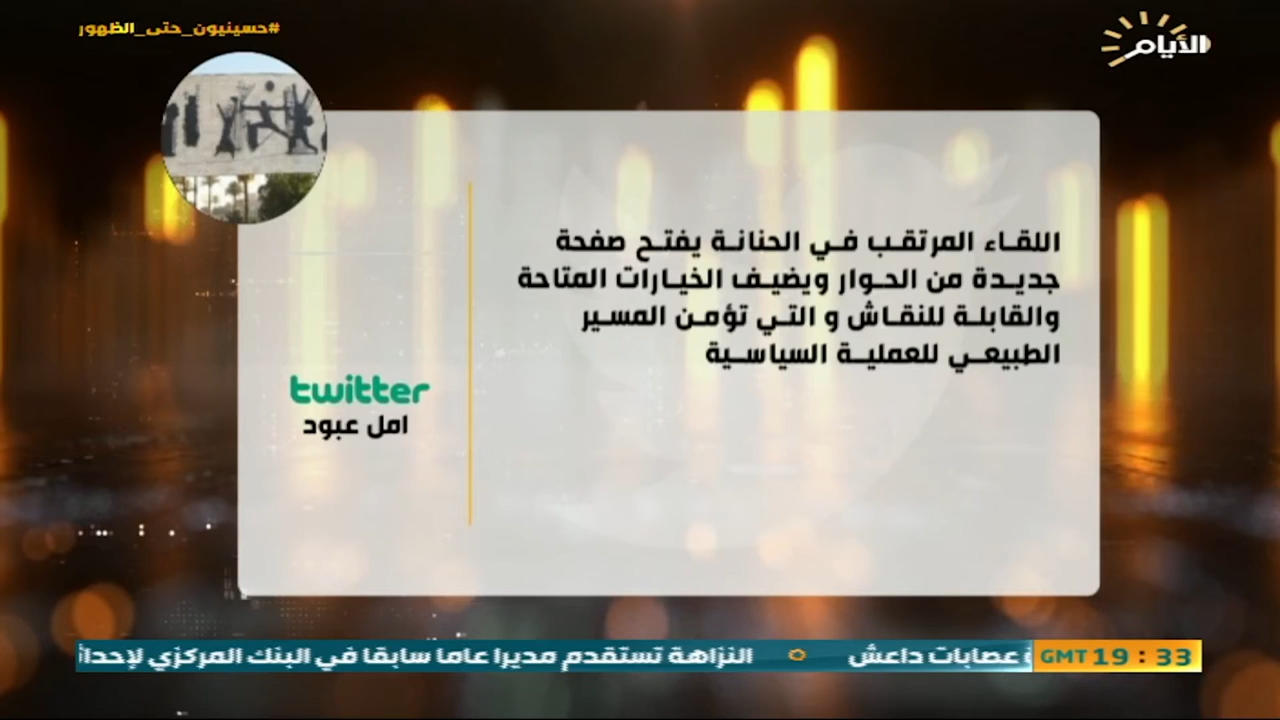 #حسينيون_حتى_الظهور
الأيام
اللقاء المرتقب في الحنانة يفتح صفحة
جديدة من الحوار ويضيف الخيارات المتاحة
والقابلة للنقاش و التي تؤمن المسير
الطبيعي للعملية السياسية
twitter
امل عبود
GMT 19 : 33
عصابات داعش
النزاهة تستقدم مديرا عاما سابقا في البنك المركزي